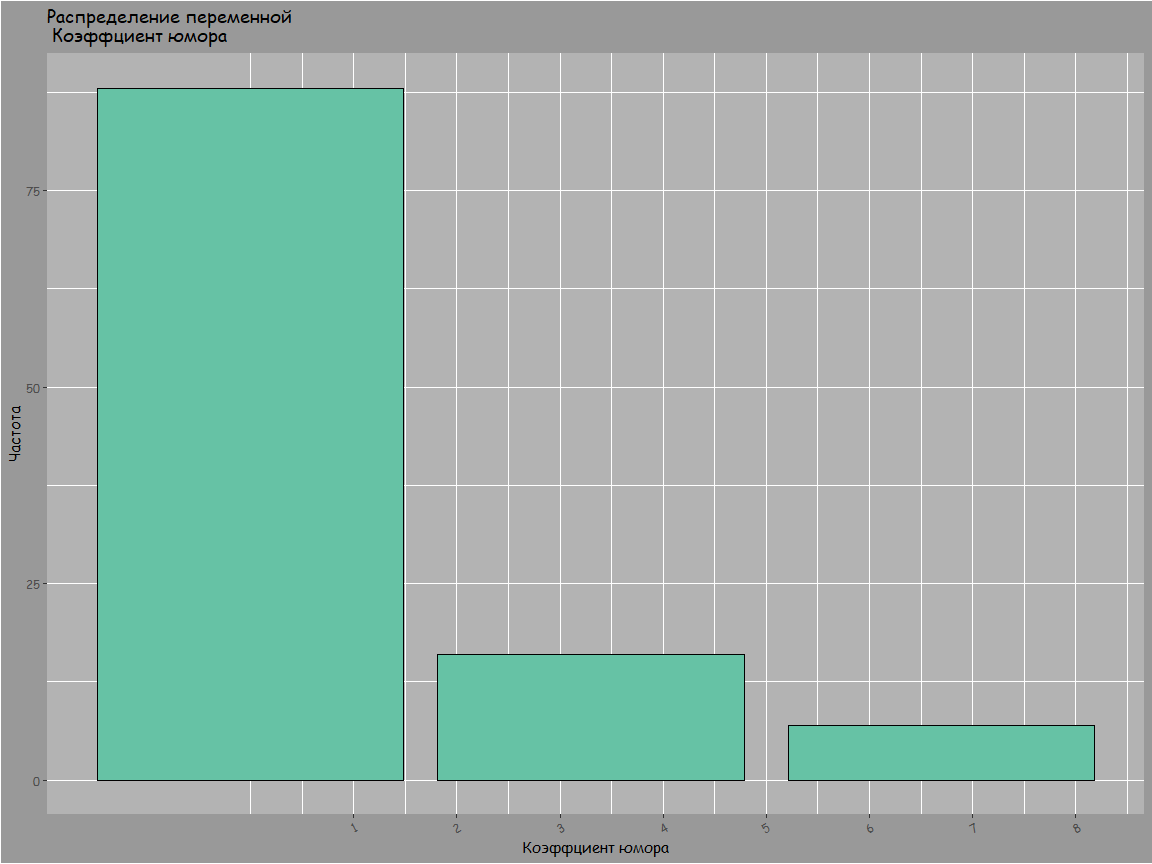 Распределение переменной
Коэффциент юмора
75
50
25
0
Частота
1 2 3 4 5 6 7 8
Коэффциент юмора